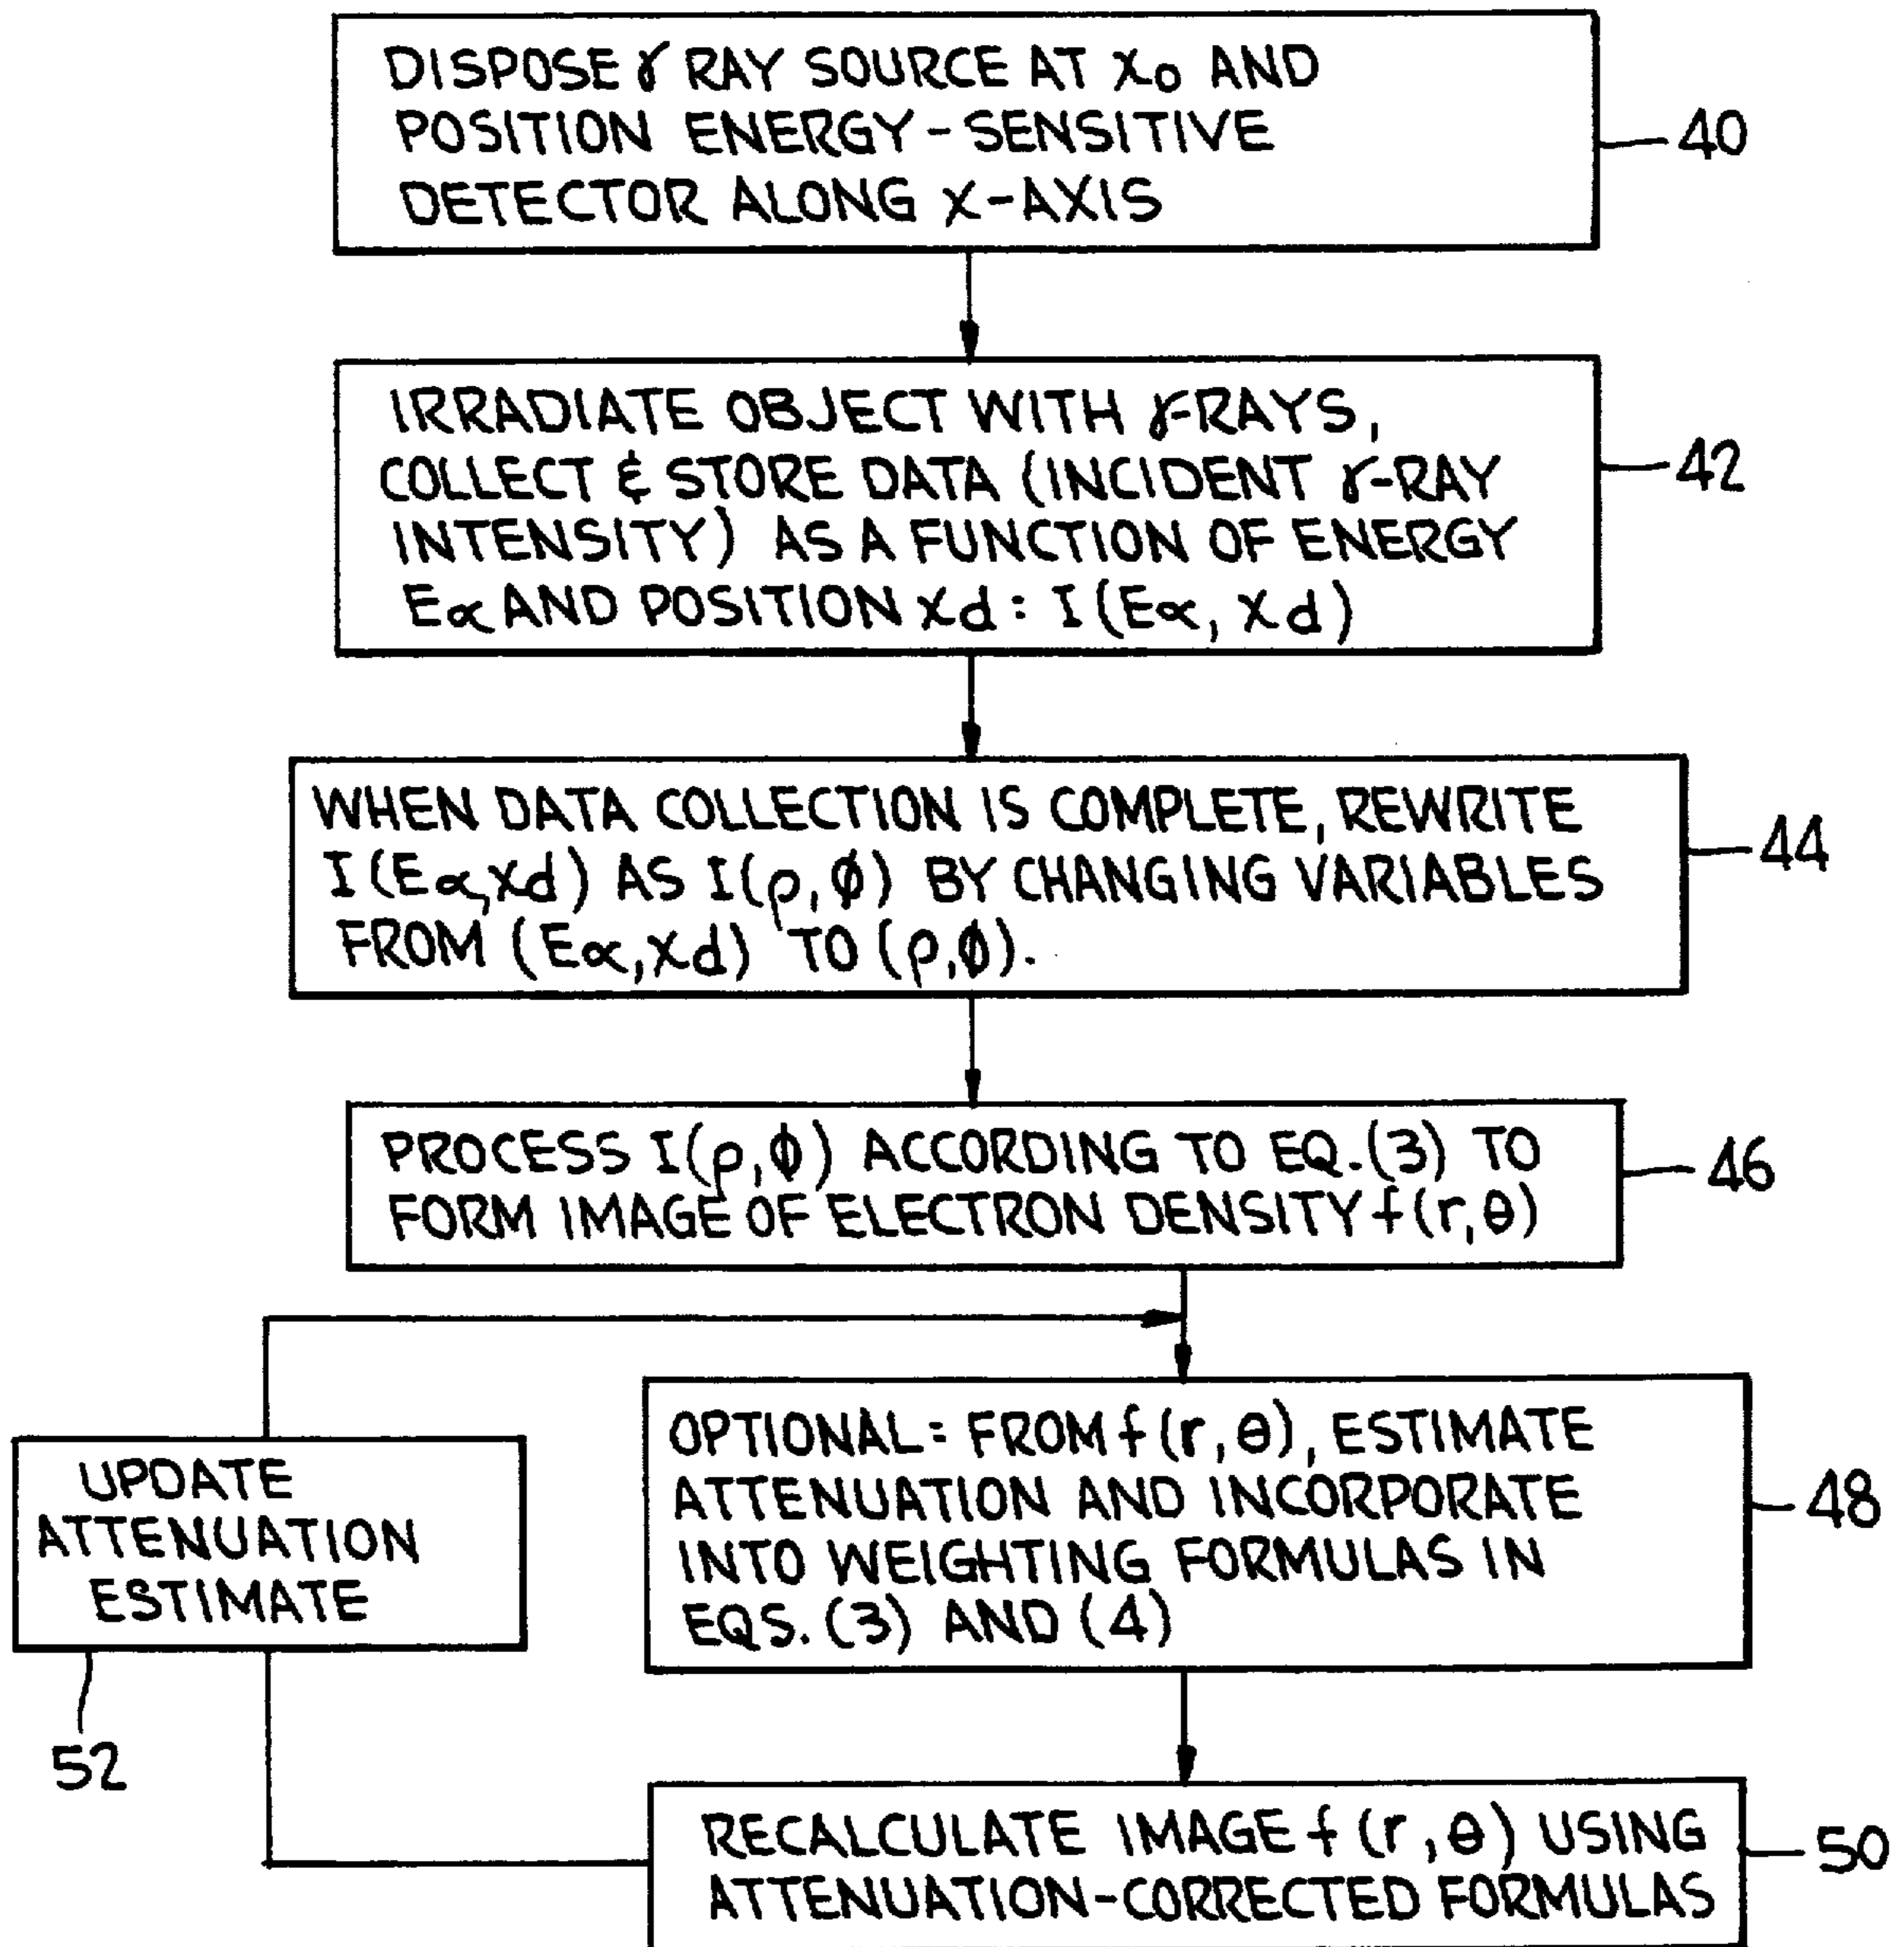 DISPOSE γ RAY SOURCE AT x₀ AND
POSITION ENERGY-SENSITIVE
DETECTOR ALONG X-AXIS
40
IRRADIATE OBJECT WITH γ-RAYS,
COLLECT & STORE DATA (INCIDENT γ-RAY
INTENSITY) AS A FUNCTION OF ENERGY
Eα AND POSITION Xd: I(Eα, Xd)
42
WHEN DATA COLLECTION IS COMPLETE, REWRITE
I(Eα,Xd) AS I(ρ,φ) BY CHANGING VARIABLES
FROM (Eα,Xd) TO (ρ,φ).
44
PROCESS I(ρ,φ) ACCORDING TO EQ.(3) TO
FORM IMAGE OF ELECTRON DENSITY f(r,θ)
46
OPTIONAL: FROM f(r,θ), ESTIMATE
ATTENUATION AND INCORPORATE
INTO WEIGHTING FORMULAS IN
EQS. (3) AND (4)
48
UPDATE
ATTENUATION
ESTIMATE
52
RECALCULATE IMAGE f(r,θ) USING
ATTENUATION-CORRECTED FORMULAS
50